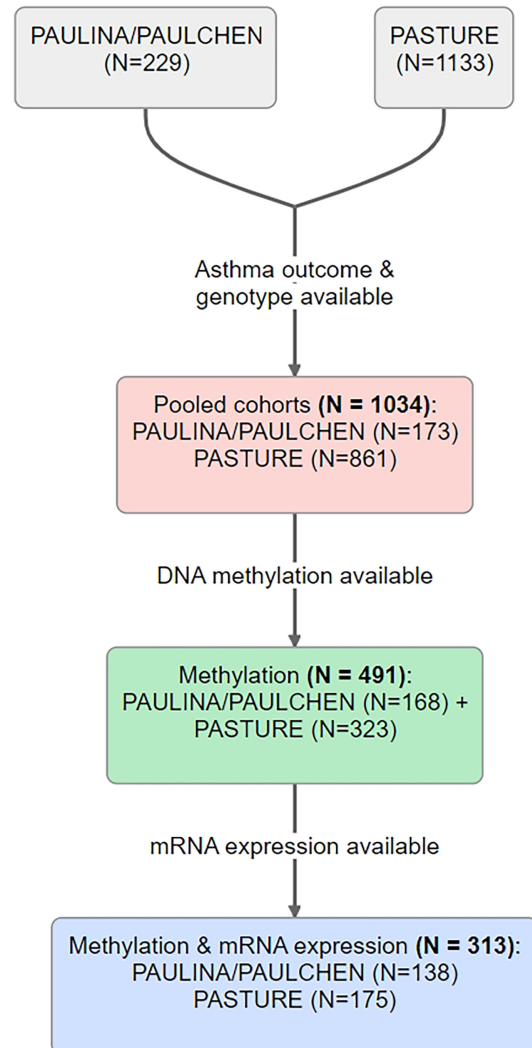 PAULINA/PAULCHEN
(N=229)
PASTURE
(N=1133)
Asthma outcome &
genotype available
Pooled cohorts (N = 1034):
PAULINA/PAULCHEN (N=173)
PASTURE (N=861)
DNA methylation available
Methylation (N = 491):
PAULINA/PAULCHEN (N=168) +
PASTURE (N=323)
mRNA expression available
Methylation & mRNA expression (N = 313):
PAULINA/PAULCHEN (N=138)
PASTURE (N=175)